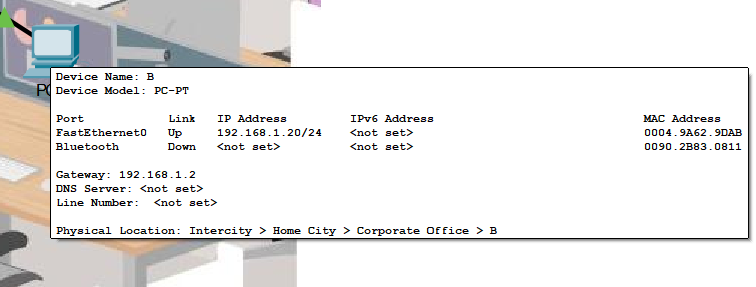 PC
Device Name: B
Device Model: PC-PT
Port Link IP Address IPv6 Address MAC Address
FastEthernet0 Up 192.168.1.20/24 <not set> 0004.9A62.9DAB
Bluetooth Down <not set> <not set> 0090.2B83.0811
Gateway: 192.168.1.2
DNS Server: <not set>
Line Number: <not set>
Physical Location: Intercity > Home City > Corporate Office > B